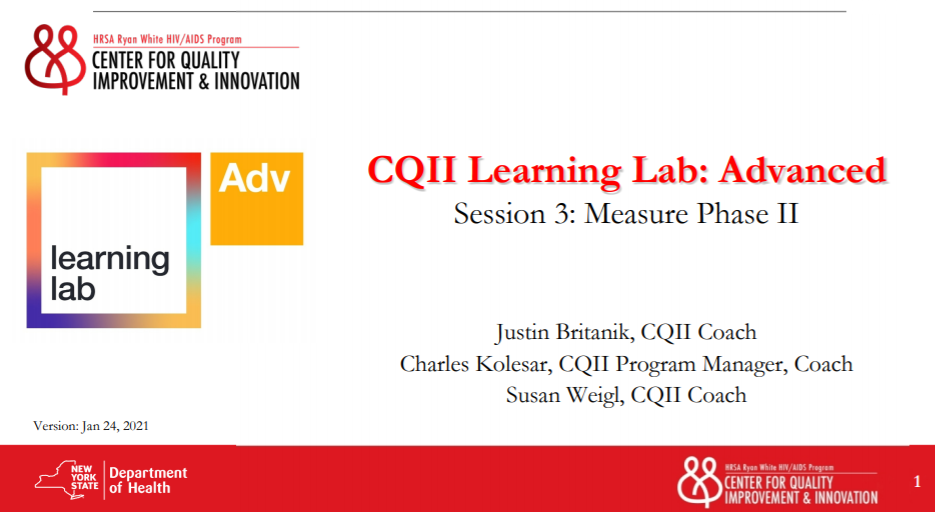 HRSA Ryan White HIV/AIDS Program
CENTER FOR QUALITY
IMPROVEMENT & INNOVATION
Adv
learning
lab
CQII Learning Lab: Advanced
Session 3: Measure Phase II
Justin Britanik, CQII Coach
Charles Kolesar, CQII Program Manager, Coach
Susan Weigl, CQII Coach
Version: Jan 24, 2021
NEW
YORK
STATE
Department
of Health
HRSA Ryan White HIV/AIDS Program
CENTER FOR QUALITY
IMPROVEMENT & INNOVATION
1